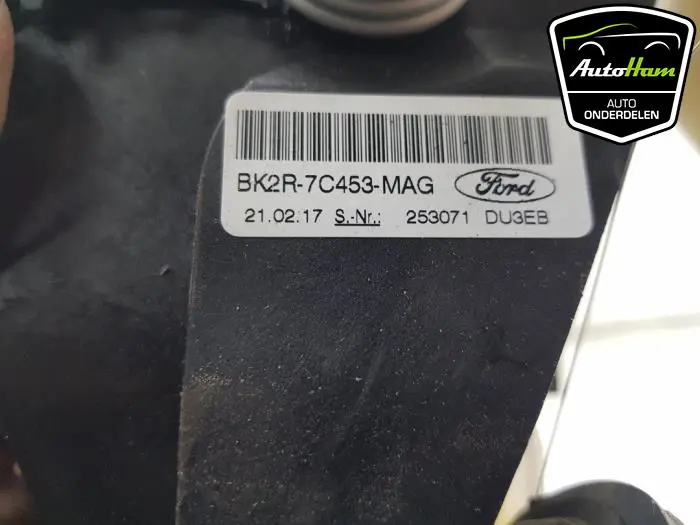 AutoHam
AUTO
ONDERDELEN
BK2R-7C453-MAG Ford
21.02.17 S.-Nr.: 253071 DU3EB